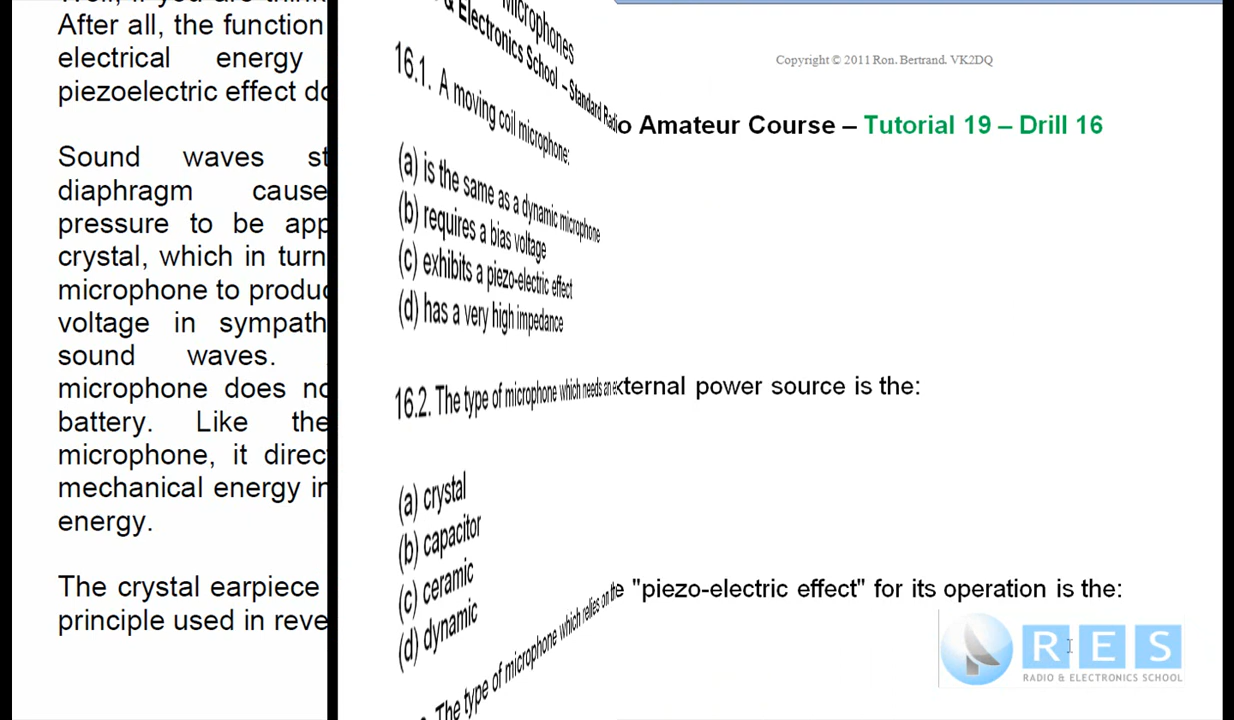 After all, the function
electrical energy
piezoelectric effect
Sound waves
diaphragm cause
pressure to be app
crystal, which in turn
microphone to produc
voltage in sympath
sound waves.
microphone does no
battery. Like the
microphone, it direc
mechanical energy in
energy.
The crystal earpiece
principle used in reve
Copyright © 2011 Ron. Bertrand. VK2DQ
Microphones
& Electronics School – Standard Radio Amateur Course – Tutorial 19 – Drill 16
16.1. A moving coil microphone:
(a) is the same as a dynamic microphone
(b) requires a bias voltage
(c) exhibits a piezo-electric effect
(d) has a very high impedance
16.2. The type of microphone which needs an external power source is the:
(a) crystal
(b) capacitor
(c) ceramic
(d) dynamic
The type of microphone which relies on the "piezo-electric effect" for its operation is the:
RES
RADIO & ELECTRONICS SCHOOL